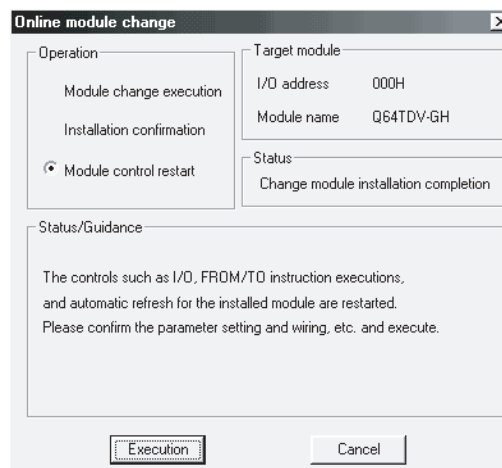 Online module change
Operation
Module change execution
Installation confirmation
Module control restart
Target module
I/O address 000H
Module name Q64TDV-GH
Status
Change module installation completion
Status/Guidance
The controls such as I/O, FROM/TO instruction executions,
and automatic refresh for the installed module are restarted.
Please confirm the parameter setting and wiring, etc. and execute.
Execution Cancel